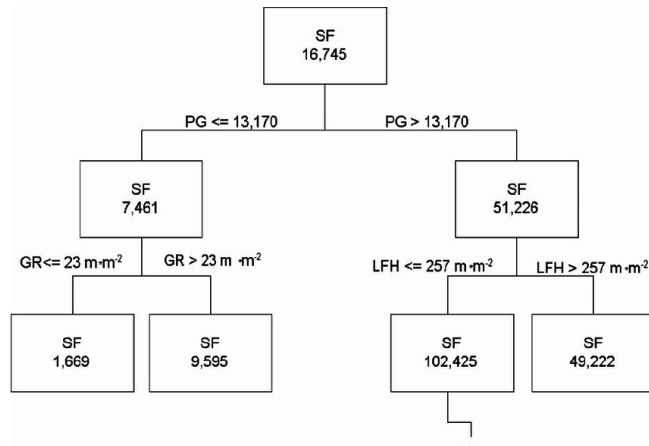 SF
16,745
PG <= 13,170
PG > 13,170
SF
7,461
SF
51,226
GR<= 23 m·m-2
GR > 23 m ·m-2
LFH <= 257 m·m-2
LFH > 257 m·m-2
SF
1,669
SF
9,595
SF
102,425
SF
49,222